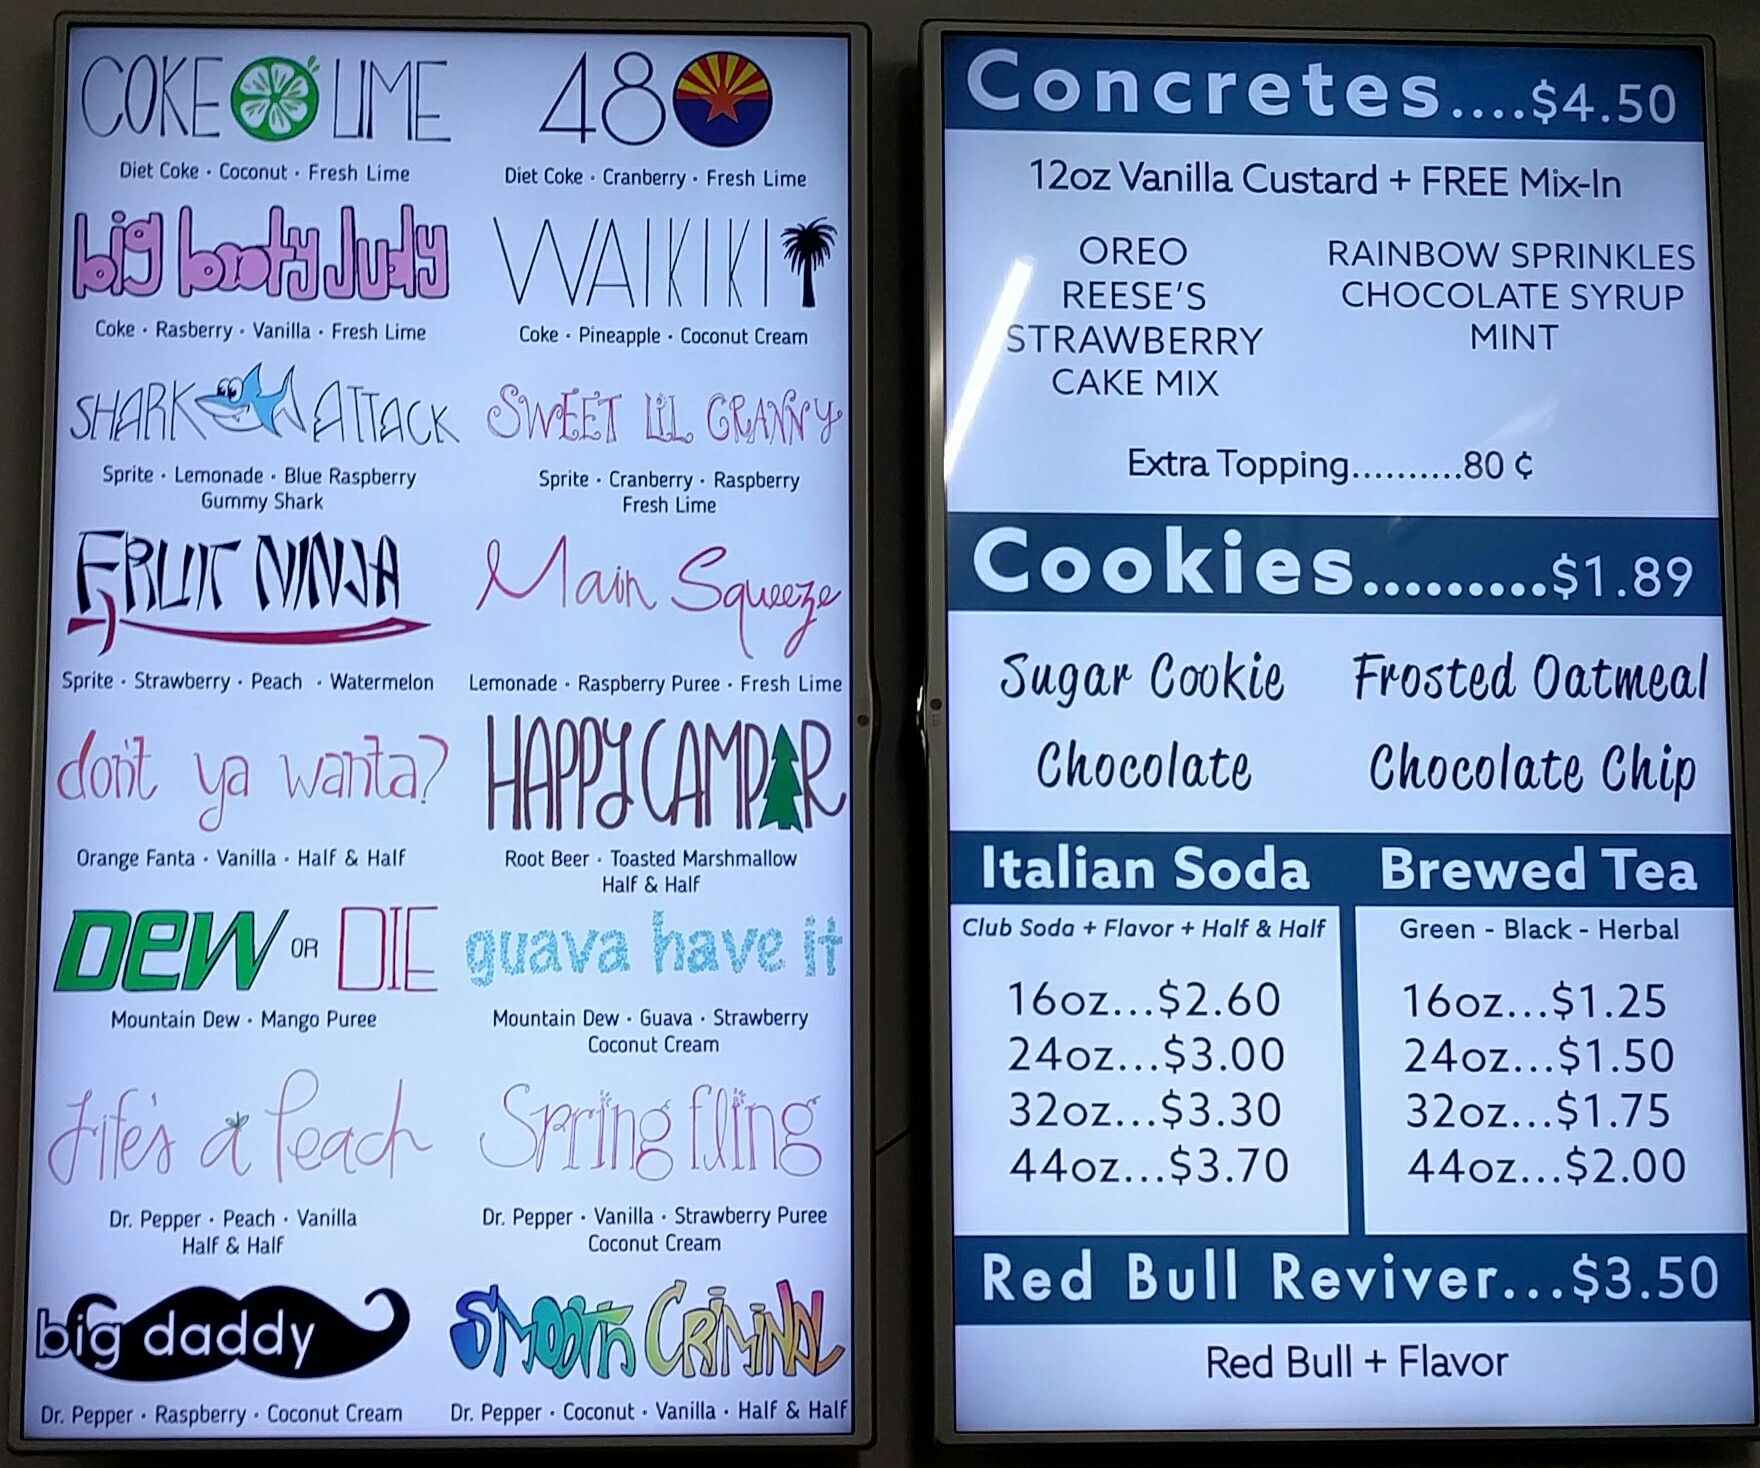 COKE LIME
Diet Coke · Coconut · Fresh Lime
480
Diet Coke · Cranberry · Fresh Lime
big booty Judy
Coke · Rasberry · Vanilla · Fresh Lime
WAIKIKI
Coke · Pineapple · Coconut Cream
SHARK ATTACK
Sprite · Lemonade · Blue Raspberry
Gummy Shark
SWEET LIL GRANNY
Sprite · Cranberry · Raspberry
Fresh Lime
FRUIT NINJA
Sprite · Strawberry · Peach · Watermelon
Main Squeeze
Lemonade · Raspberry Puree · Fresh Lime
don't ya wanta?
Orange Fanta · Vanilla · Half & Half
HAPPY CAMPER
Root Beer · Toasted Marshmallow
Half & Half
DEW OR DIE
Mountain Dew · Mango Puree
guava have it
Mountain Dew · Guava · Strawberry
Coconut Cream
Life's a Peach
Dr. Pepper · Peach · Vanilla
Half & Half
Spring fling
Dr. Pepper · Vanilla · Strawberry Puree
Coconut Cream
big daddy
Dr. Pepper · Raspberry · Coconut Cream
SMOOTH CRIMINAL
Dr. Pepper · Coconut · Vanilla · Half & Half
Concretes....$4.50
12oz Vanilla Custard + FREE Mix-In
OREO
REESE'S
STRAWBERRY
CAKE MIX
RAINBOW SPRINKLES
CHOCOLATE SYRUP
MINT
Extra Topping..........80 ¢
Cookies.........$1.89
Sugar Cookie
Frosted Oatmeal
Chocolate
Chocolate Chip
Italian Soda
Club Soda + Flavor + Half & Half
16oz...$2.60
24oz...$3.00
32oz...$3.30
44oz...$3.70
Brewed Tea
Green - Black - Herbal
16oz...$1.25
24oz...$1.50
32oz...$1.75
44oz...$2.00
Red Bull Reviver...$3.50
Red Bull + Flavor